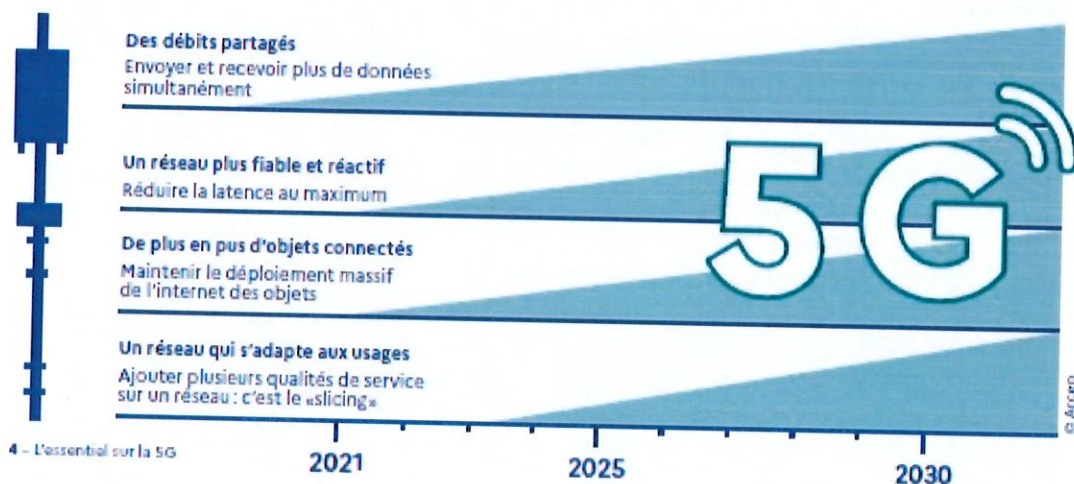 Des débits partagés
Envoyer et recevoir plus de données
simultanément
Un réseau plus fiable et réactif
Réduire la latence au maximum
De plus en pus d'objets connectés
Maintenir le déploiement massif
de l'internet des objets
Un réseau qui s'adapte aux usages
Ajouter plusieurs qualités de service
sur un réseau : c'est le «slicing»
5G
© Arcep
4 – L'essentiel sur la 5G
2021
2025
2030